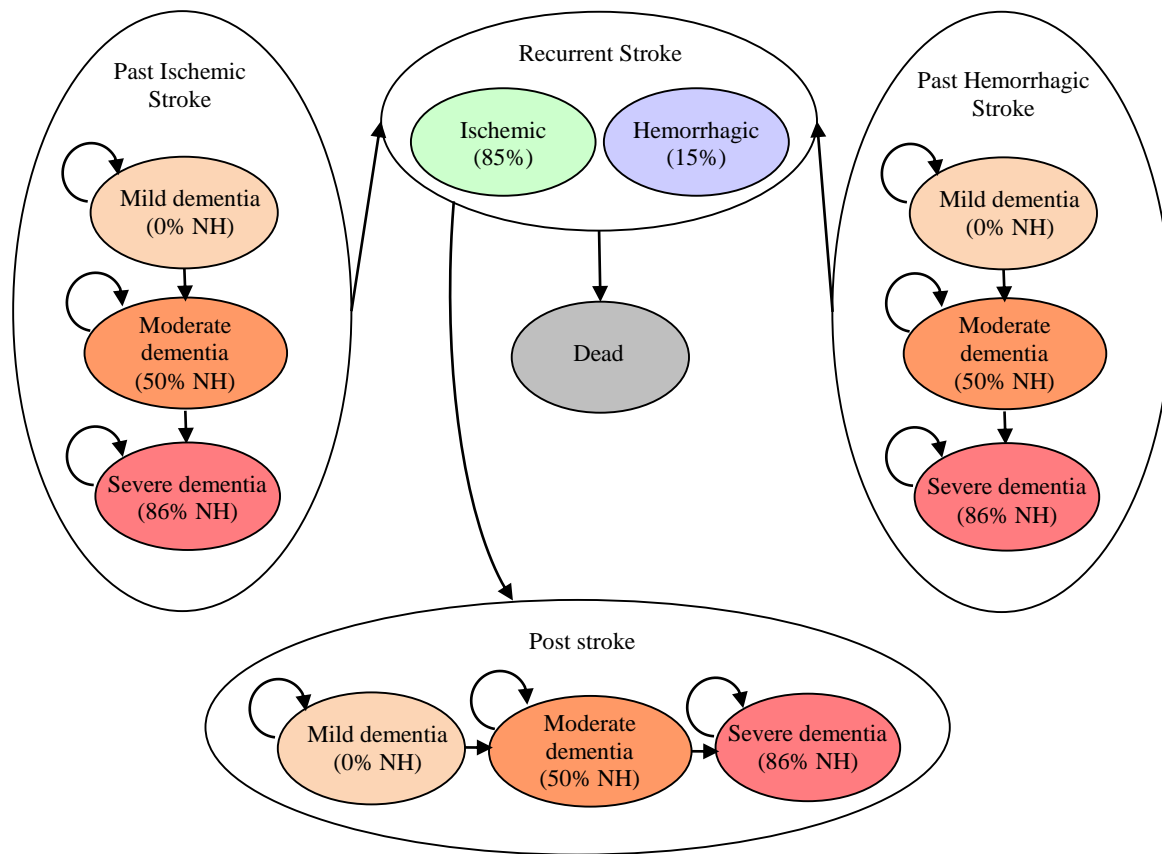 Past Ischemic
Stroke
Mild dementia
(0% NH)
Moderate
dementia
(50% NH)
Severe dementia
(86% NH)
Recurrent Stroke
Ischemic
(85%)
Hemorrhagic
(15%)
Dead
Past Hemorrhagic
Stroke
Mild dementia
(0% NH)
Moderate
dementia
(50% NH)
Severe dementia
(86% NH)
Post stroke
Mild dementia
(0% NH)
Moderate
dementia
(50% NH)
Severe dementia
(86% NH)